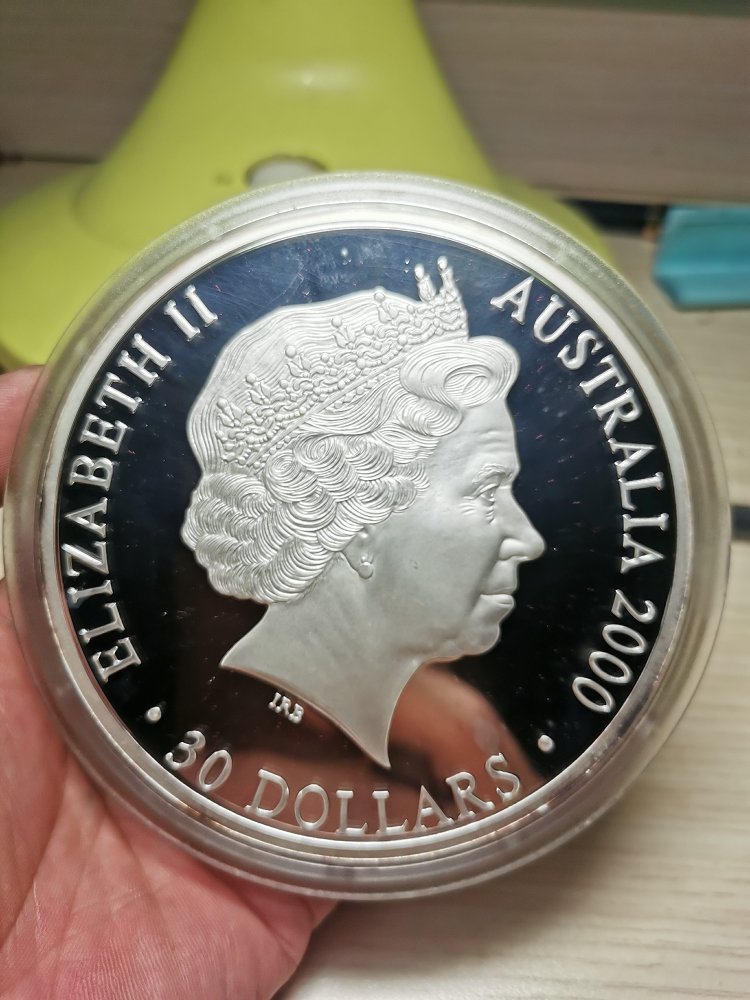 ELIZABETH II
AUSTRALIA 2000
• 30 DOLLARS •
IRB